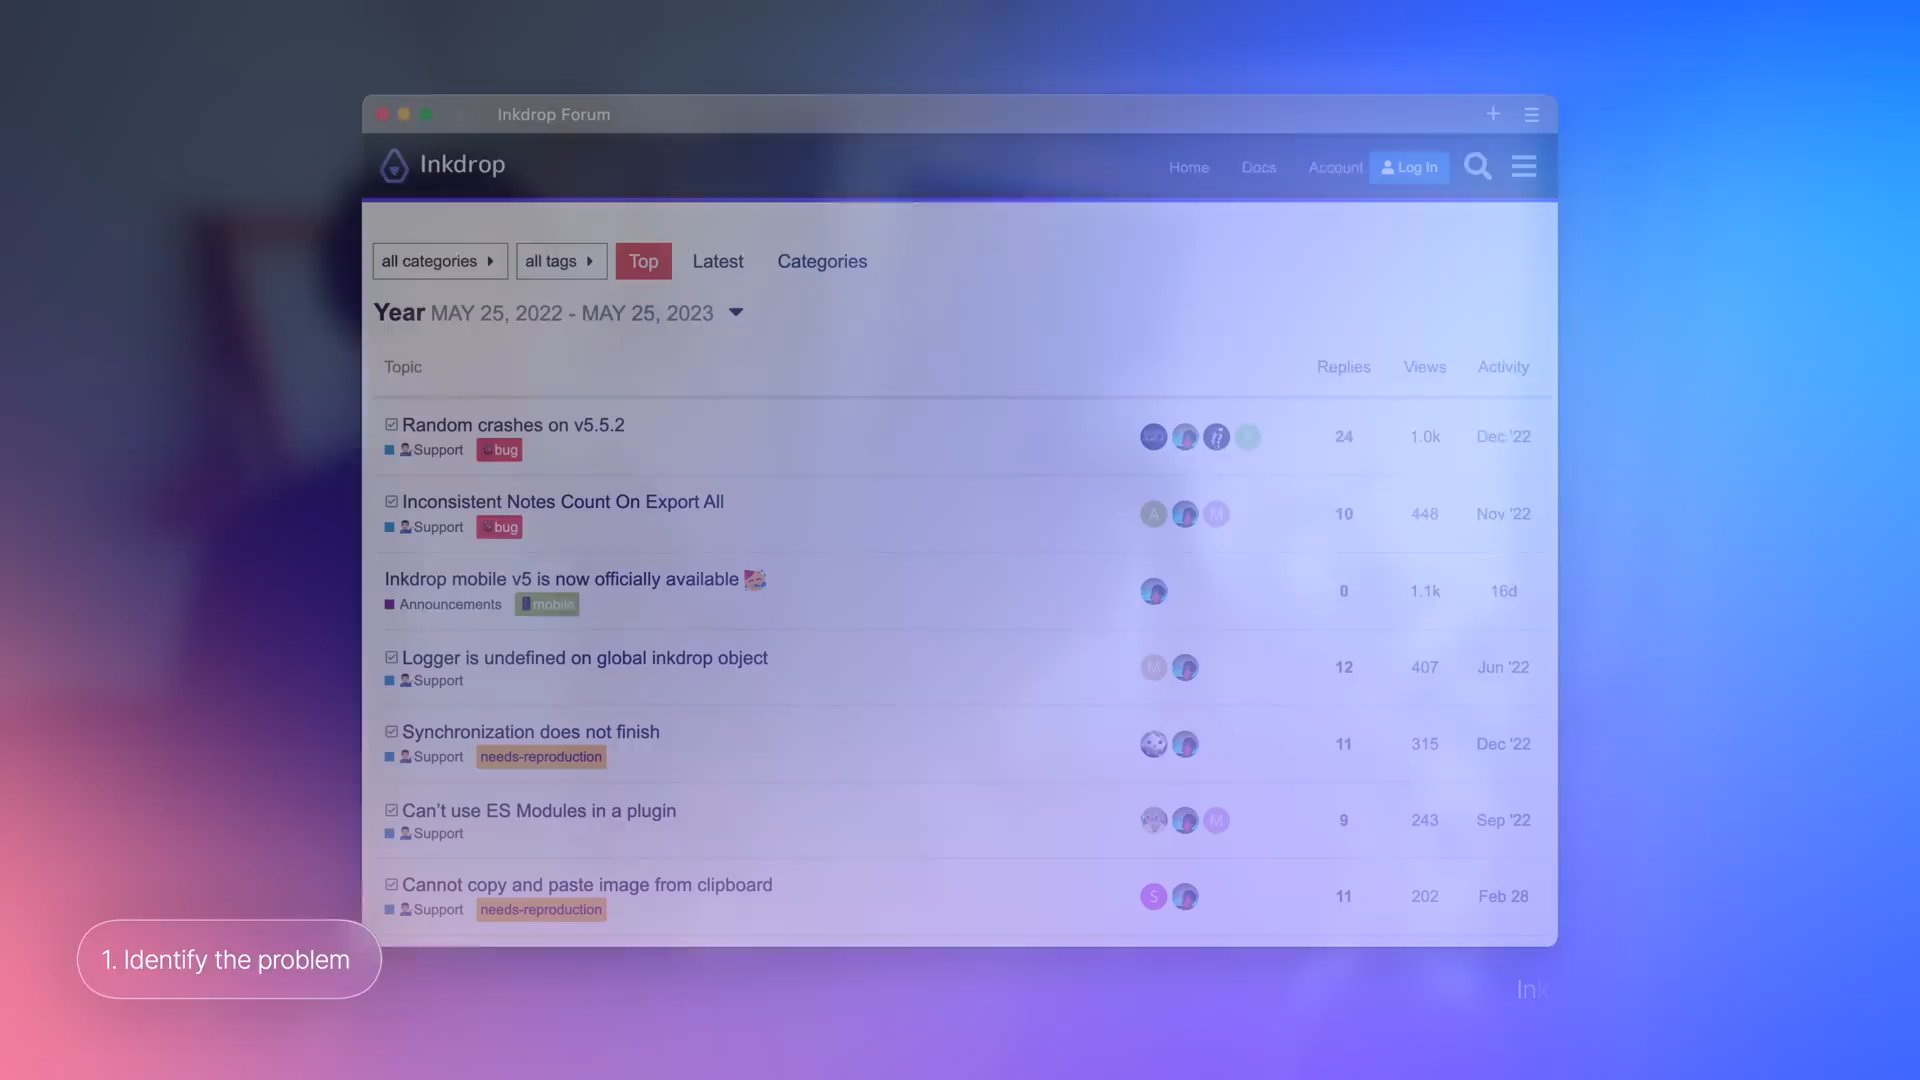 Inkdrop Forum
Inkdrop
Home Docs Account Log In
all categories all tags Top Latest Categories
Year MAY 25, 2022 - MAY 25, 2023
Topic Replies Views Activity
Random crashes on v5.5.2
Support bug
24 1.0k Dec '22
Inconsistent Notes Count On Export All
Support bug
A M 10 448 Nov '22
Inkdrop mobile v5 is now officially available
Announcements mobile
0 1.1k 16d
Logger is undefined on global inkdrop object
Support
M 12 407 Jun '22
Synchronization does not finish
Support needs-reproduction
11 315 Dec '22
Can't use ES Modules in a plugin
Support
M 9 243 Sep '22
Cannot copy and paste image from clipboard
Support needs-reproduction
S 11 202 Feb 28
1. Identify the problem
Ink